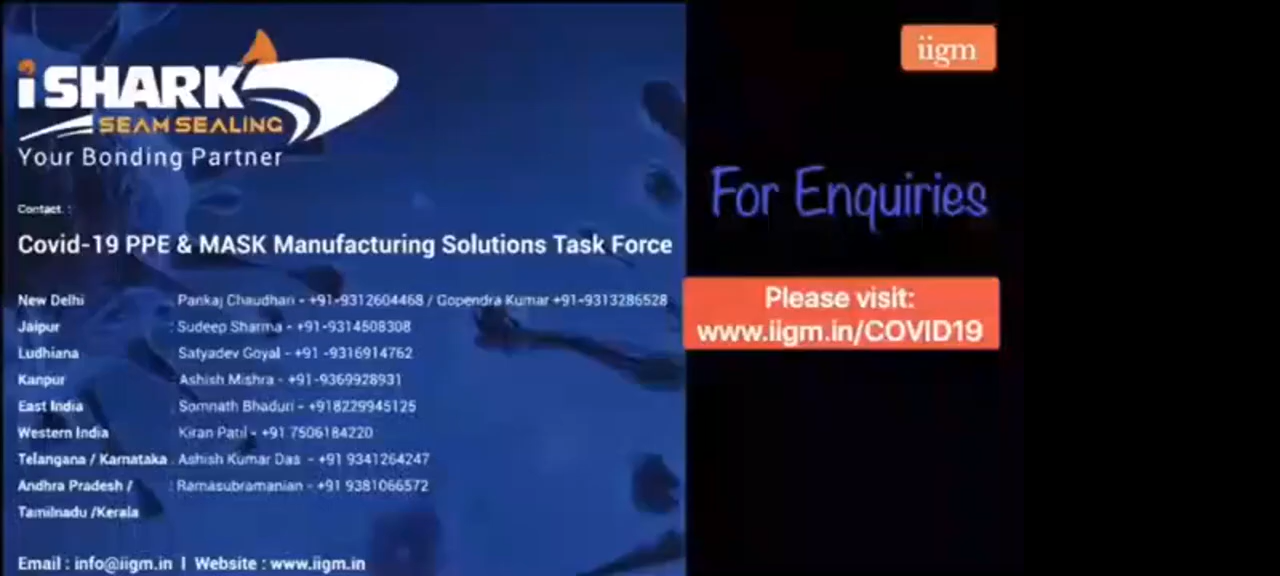 iSHARK
SEAM SEALING
Your Bonding Partner
Contact :
Covid-19 PPE & MASK Manufacturing Solutions Task Force
New Delhi : Pankaj Chaudhari - +91-9312604468 / Gopendra Kumar +91-9313286528
Jaipur : Sudeep Sharma - +91-9314508308
Ludhiana : Satyadev Goyal - +91 -9316914762
Kanpur : Ashish Mishra - +91-9369928931
East India : Somnath Bhaduri - +918229945125
Western India : Kiran Patil - +91 7506184220
Telangana / Karnataka : Ashish Kumar Das - +91 9341264247
Andhra Pradesh / : Ramasubramanian - +91 9381066572
Tamilnadu /Kerala
Email : info@iigm.in | Website : www.iigm.in
iigm
For Enquiries
Please visit:
www.iigm.in/COVID19